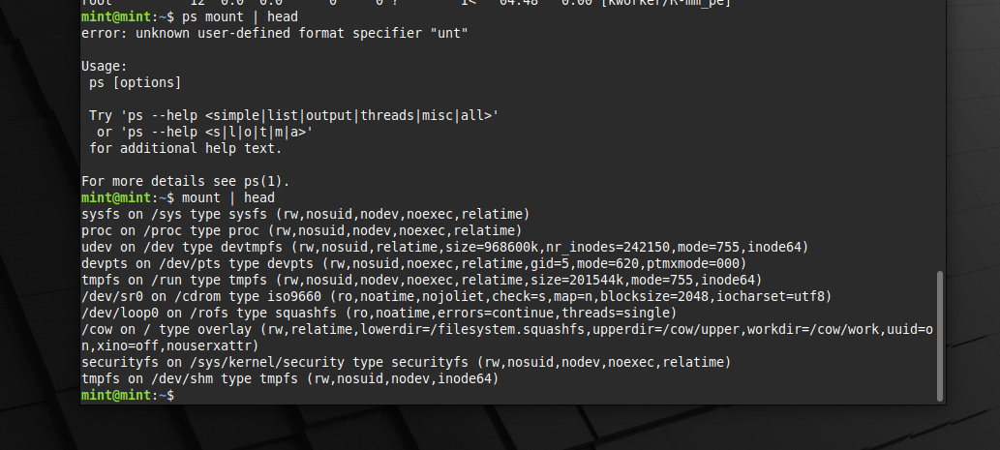 root 12 0.0 0.0 0 0 ? I< 04:48 0:00 [kworker/R-mm_pe]
mint@mint:~$ ps mount | head
error: unknown user-defined format specifier "unt"
Usage:
 ps [options]
 Try 'ps --help <simple|list|output|threads|misc|all>'
  or 'ps --help <s|l|o|t|m|a>'
 for additional help text.
For more details see ps(1).
mint@mint:~$ mount | head
sysfs on /sys type sysfs (rw,nosuid,nodev,noexec,relatime)
proc on /proc type proc (rw,nosuid,nodev,noexec,relatime)
udev on /dev type devtmpfs (rw,nosuid,relatime,size=968600k,nr_inodes=242150,mode=755,inode64)
devpts on /dev/pts type devpts (rw,nosuid,noexec,relatime,gid=5,mode=620,ptmxmode=000)
tmpfs on /run type tmpfs (rw,nosuid,nodev,noexec,relatime,size=201544k,mode=755,inode64)
/dev/sr0 on /cdrom type iso9660 (ro,noatime,nojoliet,check=s,map=n,blocksize=2048,iocharset=utf8)
/dev/loop0 on /rofs type squashfs (ro,noatime,errors=continue,threads=single)
/cow on / type overlay (rw,relatime,lowerdir=/filesystem.squashfs,upperdir=/cow/upper,workdir=/cow/work,uuid=o
n,xino=off,nouserxattr)
securityfs on /sys/kernel/security type securityfs (rw,nosuid,nodev,noexec,relatime)
tmpfs on /dev/shm type tmpfs (rw,nosuid,nodev,inode64)
mint@mint:~$